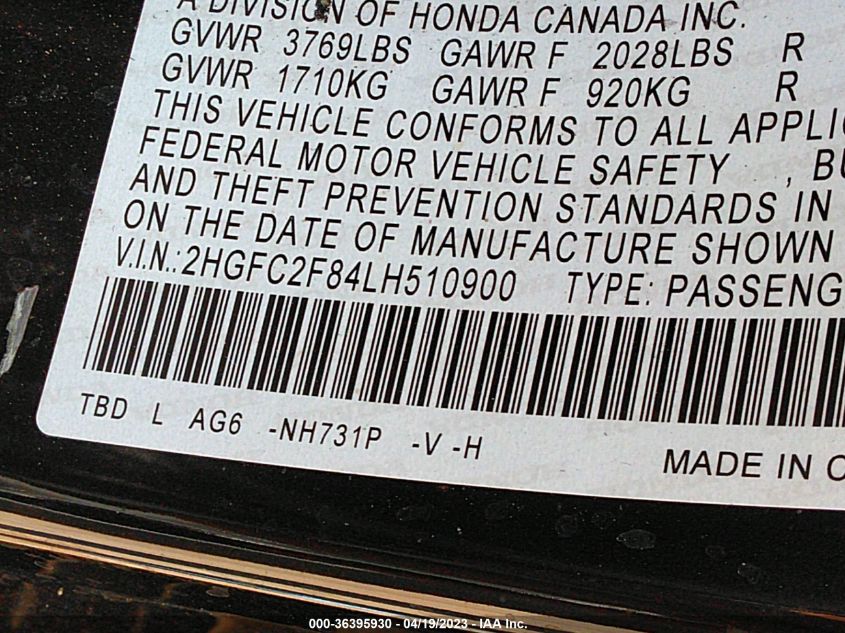 A DIVISION OF HONDA CANADA INC.
GVWR 3769LBS GAWR F 2028LBS R
GVWR 1710KG GAWR F 920KG R
THIS VEHICLE CONFORMS TO ALL APPLI
FEDERAL MOTOR VEHICLE SAFETY , BU
AND THEFT PREVENTION STANDARDS IN
ON THE DATE OF MANUFACTURE SHOWN
V.I.N.: 2HGFC2F84LH510900 TYPE: PASSENG
TBD L AG6 -NH731P -V -H
MADE IN C
000-36395930 - 04/19/2023 - IAA Inc.